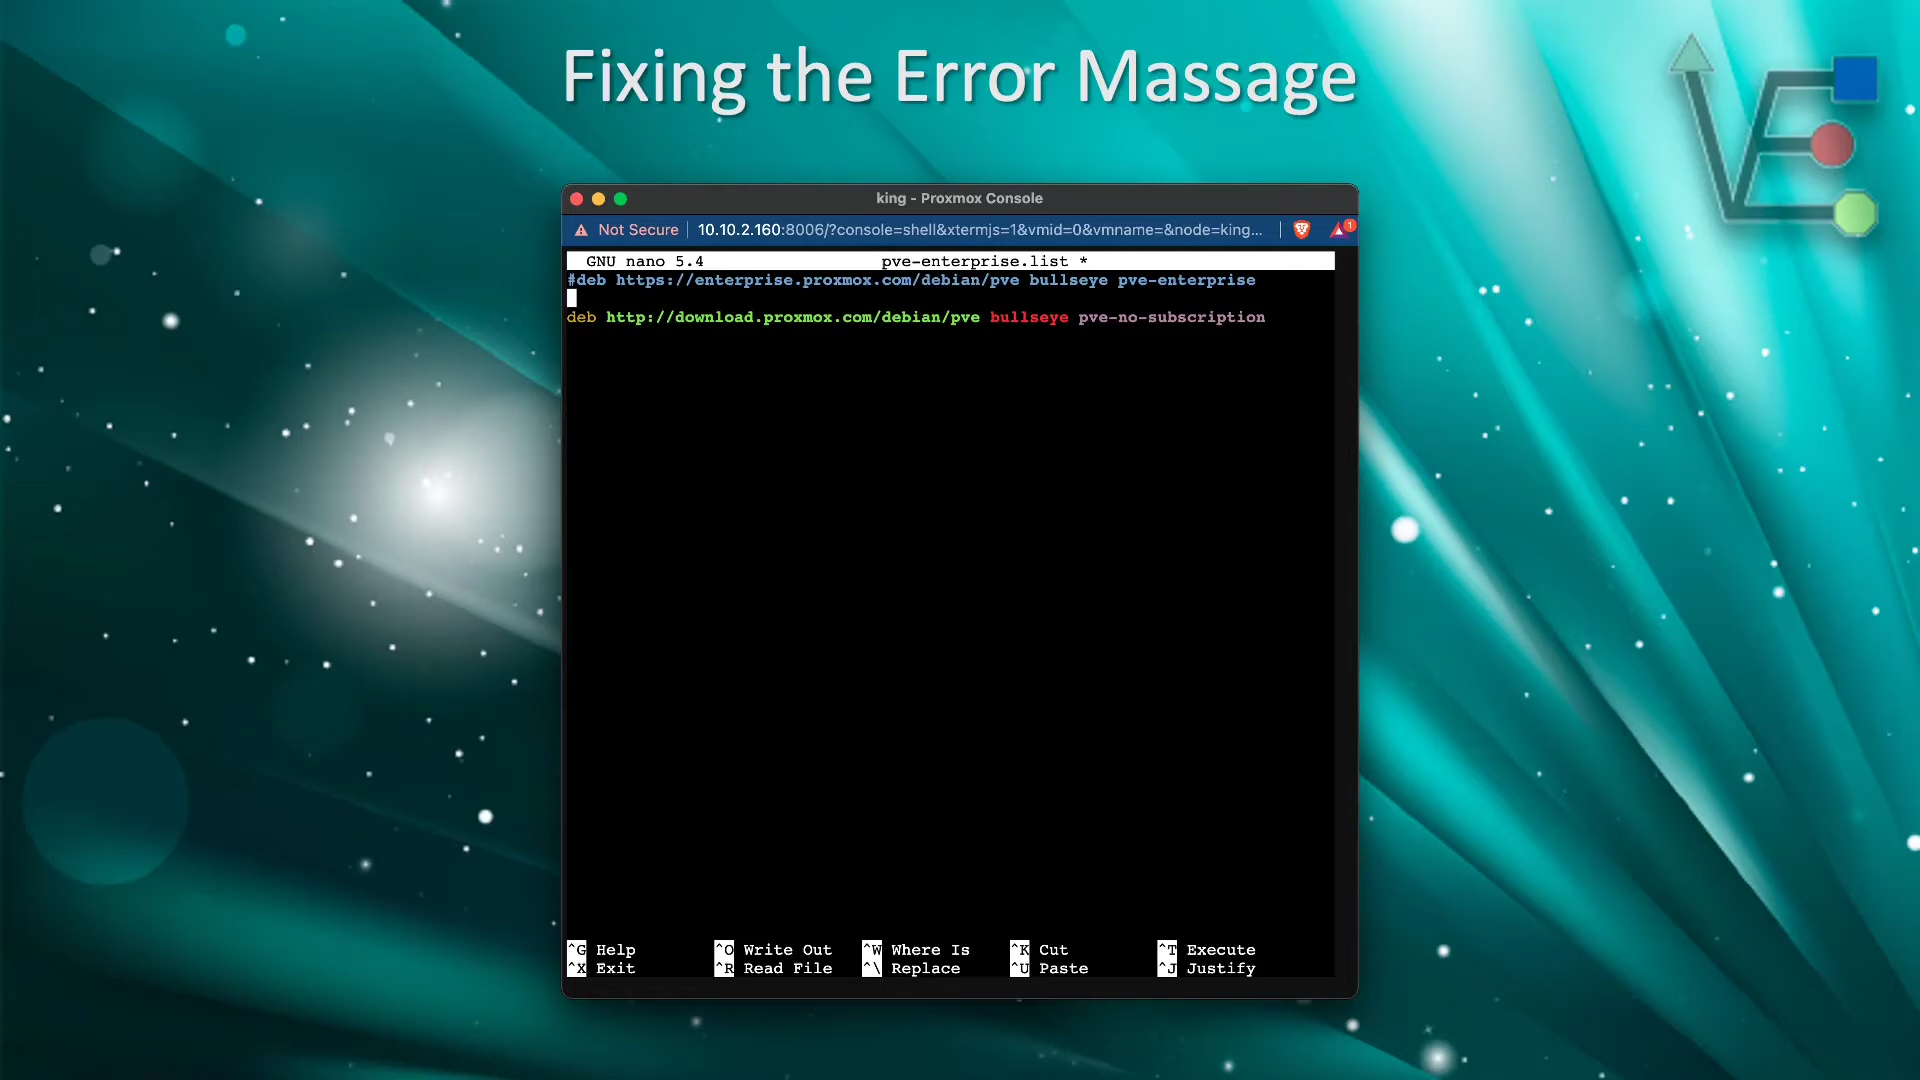 Fixing the Error Massage
king - Proxmox Console
Not Secure 10.10.2.160:8006/?console=shell&xtermjs=1&vmid=0&vmname=&node=king...
1
GNU nano 5.4 pve-enterprise.list *
#deb https://enterprise.proxmox.com/debian/pve bullseye pve-enterprise
deb http://download.proxmox.com/debian/pve bullseye pve-no-subscription
^G Help ^O Write Out ^W Where Is ^K Cut ^T Execute
^X Exit ^R Read File ^\ Replace ^U Paste ^J Justify